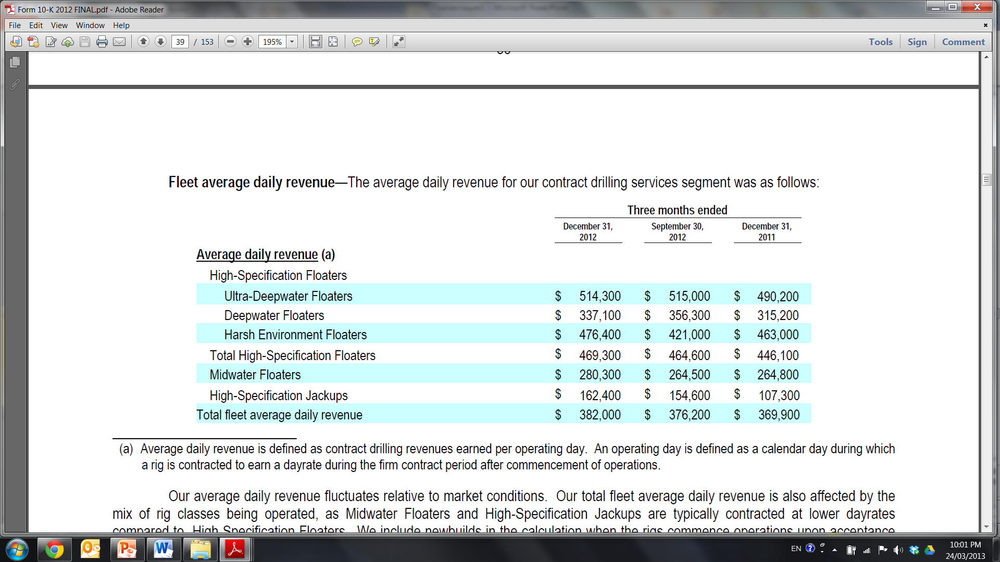 Form 10-K 2012 FINAL.pdf - Adobe Reader
File Edit View Window Help
39 / 153 195% Tools Sign Comment
Fleet average daily revenue—The average daily revenue for our contract drilling services segment was as follows:
Three months ended
December 31, September 30, December 31,
2012 2012 2011
Average daily revenue (a)
High-Specification Floaters
Ultra-Deepwater Floaters $ 514,300 $ 515,000 $ 490,200
Deepwater Floaters $ 337,100 $ 356,300 $ 315,200
Harsh Environment Floaters $ 476,400 $ 421,000 $ 463,000
Total High-Specification Floaters $ 469,300 $ 464,600 $ 446,100
Midwater Floaters $ 280,300 $ 264,500 $ 264,800
High-Specification Jackups $ 162,400 $ 154,600 $ 107,300
Total fleet average daily revenue $ 382,000 $ 376,200 $ 369,900
(a) Average daily revenue is defined as contract drilling revenues earned per operating day. An operating day is defined as a calendar day during which
a rig is contracted to earn a dayrate during the firm contract period after commencement of operations.
Our average daily revenue fluctuates relative to market conditions. Our total fleet average daily revenue is also affected by the
mix of rig classes being operated, as Midwater Floaters and High-Specification Jackups are typically contracted at lower dayrates
compared to High Specification Floaters. We include newbuilds in the calculation when the rigs commence operations upon acceptance
EN 10:01 PM
24/03/2013